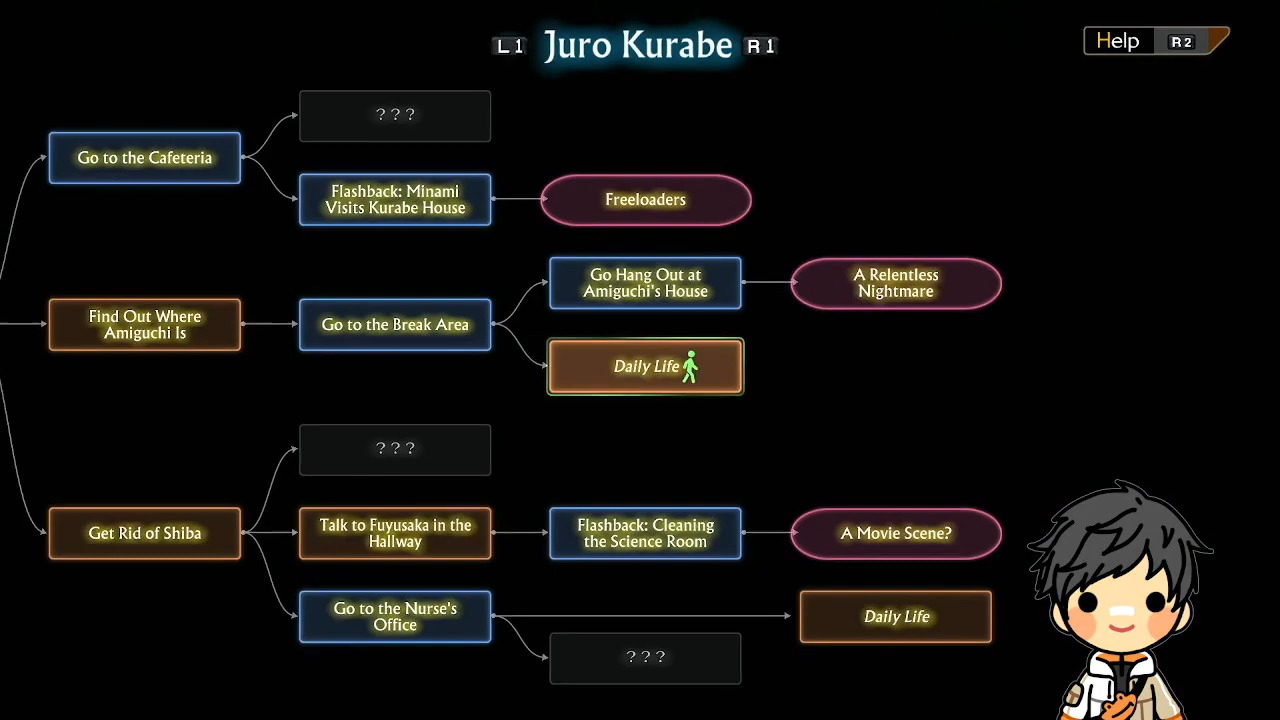 L1 Juro Kurabe R1
Help R2
？？？
Go to the Cafeteria
Flashback: Minami
Visits Kurabe House
Freeloaders
Go Hang Out at
Amiguchi's House
A Relentless
Nightmare
Find Out Where
Amiguchi Is
Go to the Break Area
Daily Life
？？？
Get Rid of Shiba
Talk to Fuyusaka in the
Hallway
Flashback: Cleaning
the Science Room
A Movie Scene?
Go to the Nurse's
Office
Daily Life
？？？